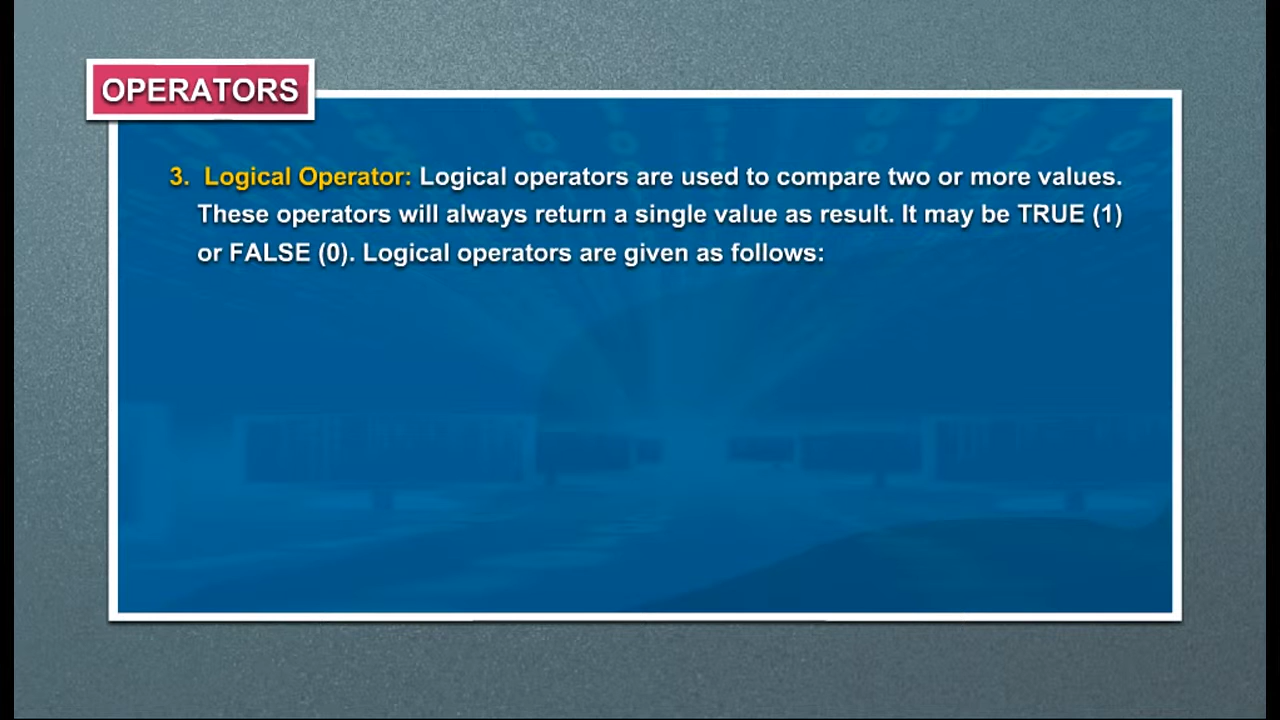 OPERATORS
3. Logical Operator: Logical operators are used to compare two or more values.
These operators will always return a single value as result. It may be TRUE (1)
or FALSE (0). Logical operators are given as follows: